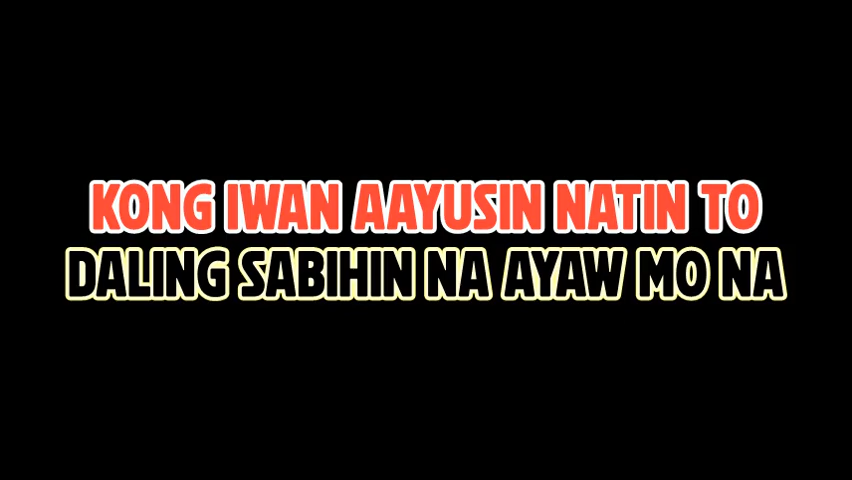 KONG IWAN AAYUSIN NATIN TO
DALING SABIHIN NA AYAW MO NA